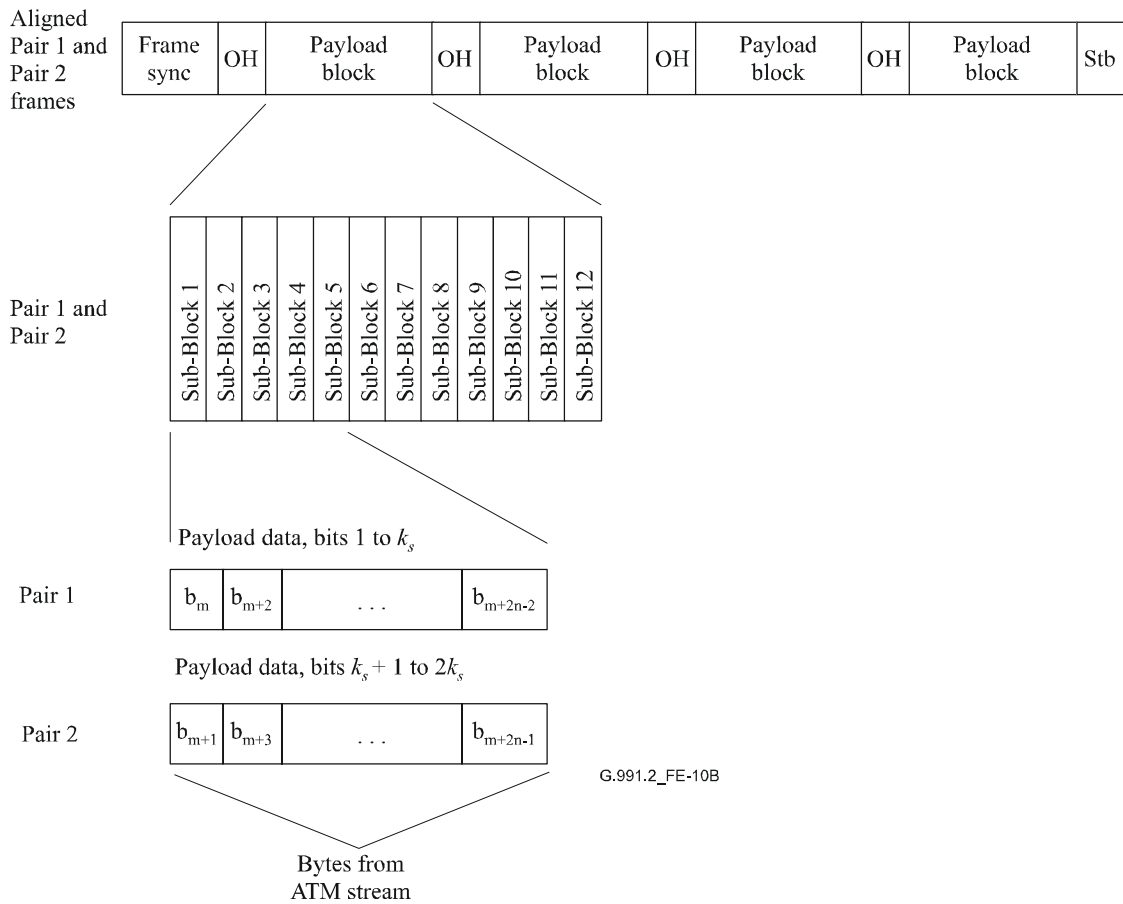 Aligned
Pair 1 and
Pair 2
frames
Frame
sync
OH
Payload
block
OH
Payload
block
OH
Payload
block
OH
Payload
block
Stb
Pair 1 and
Pair 2
Sub-Block 1
Sub-Block 2
Sub-Block 3
Sub-Block 4
Sub-Block 5
Sub-Block 6
Sub-Block 7
Sub-Block 8
Sub-Block 9
Sub-Block 10
Sub-Block 11
Sub-Block 12
Payload data, bits 1 to kₛ
Pair 1
bₘ
bₘ₊₂
. . .
bₘ₊₂ₙ₋₂
Payload data, bits kₛ + 1 to 2kₛ
Pair 2
bₘ₊₁
bₘ₊₃
. . .
bₘ₊₂ₙ₋₁
G.991.2_FE-10B
Bytes from
ATM stream